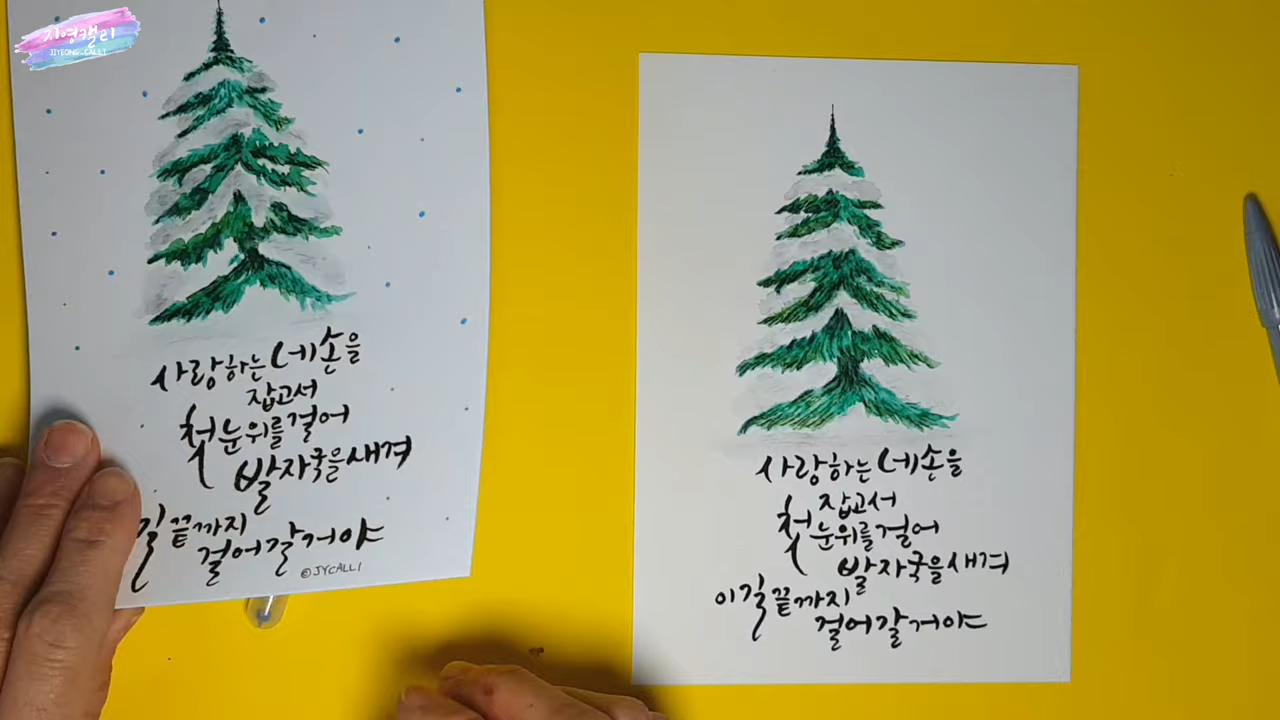 지영캘리
JIYEONG_CALLI
사랑하는 네 손을
잡고서
첫눈위를 걸어
발자국을 새겨
길 끝까지
걸어갈거야
©JYCALLI
사랑하는 네 손을
잡고서
첫눈위를 걸어
발자국을 새겨
이 길 끝까지
걸어갈거야